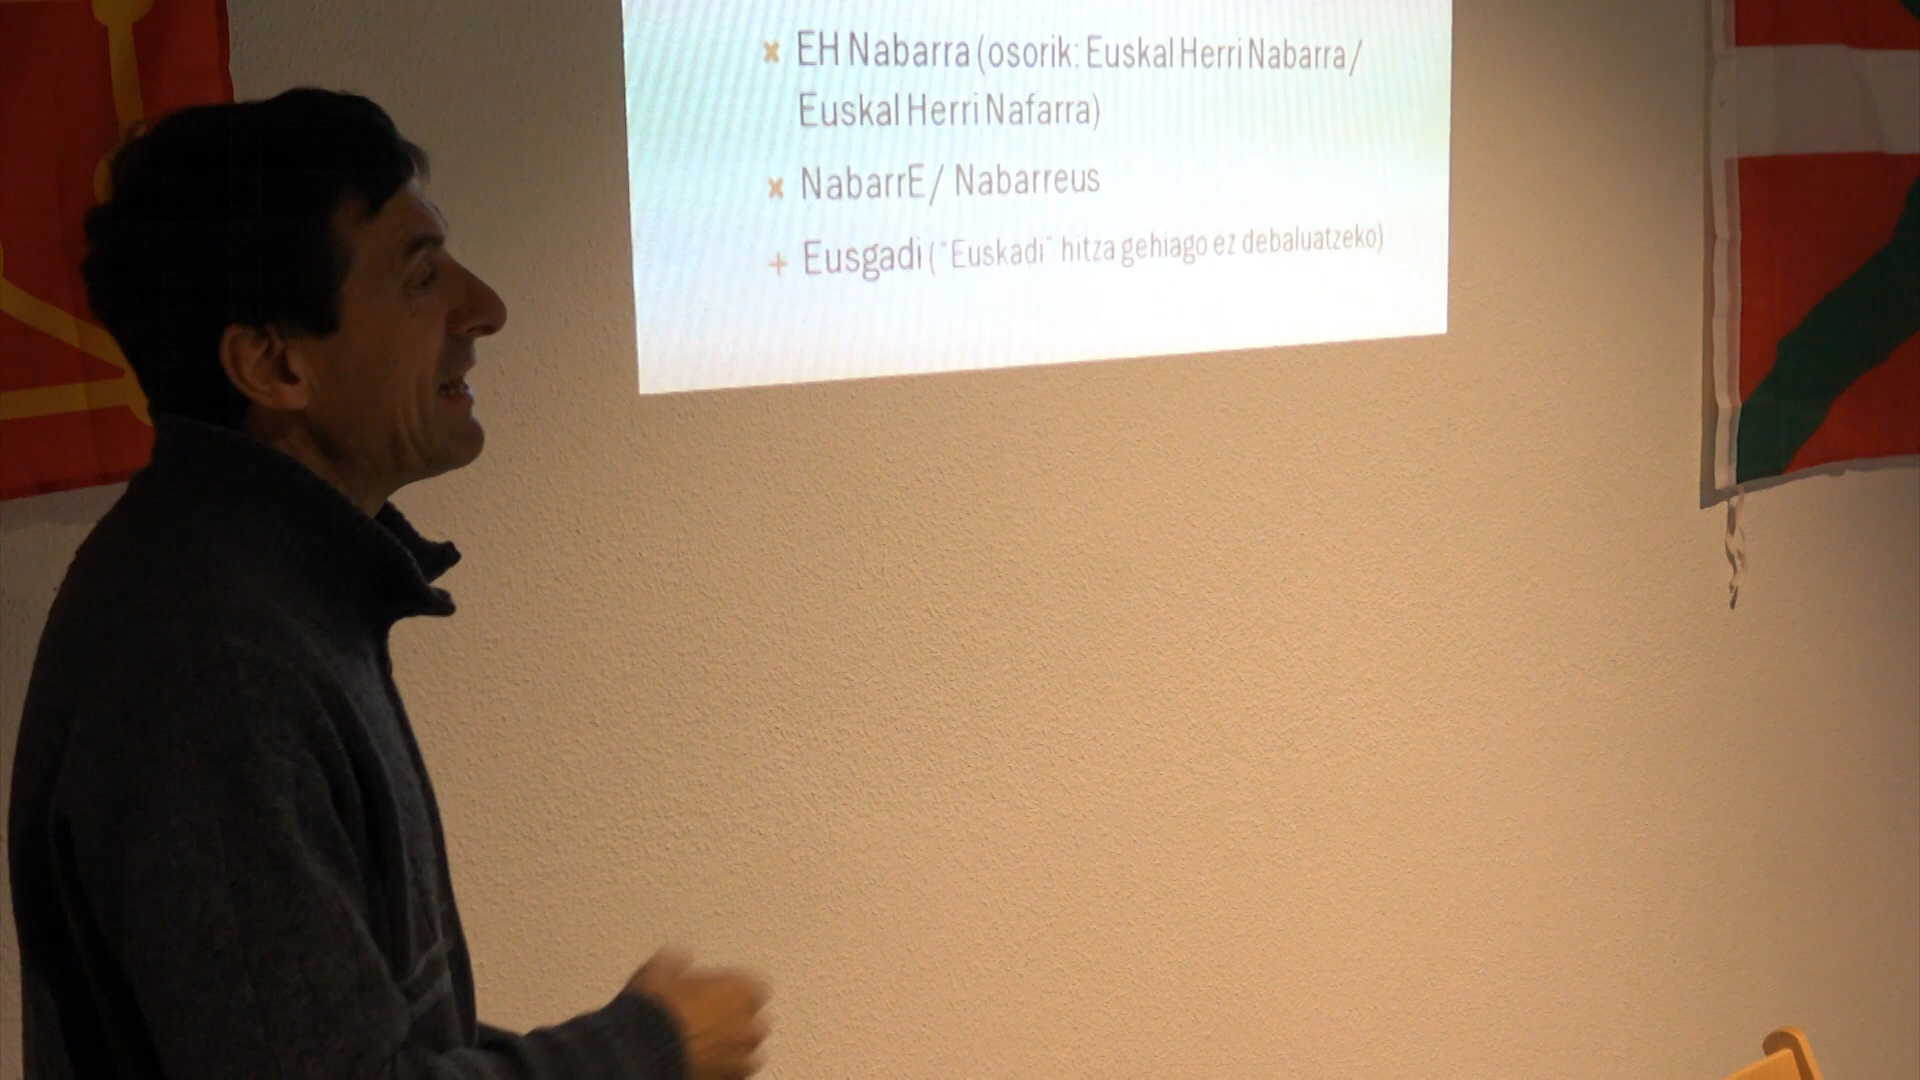 EH Nabarra (osorik: Euskal Herri Nabarra /
Euskal Herri Nafarra)
NabarrE / Nabarreus
Eusgadi ("Euskadi" hitza gehiago ez debaluatzeko)